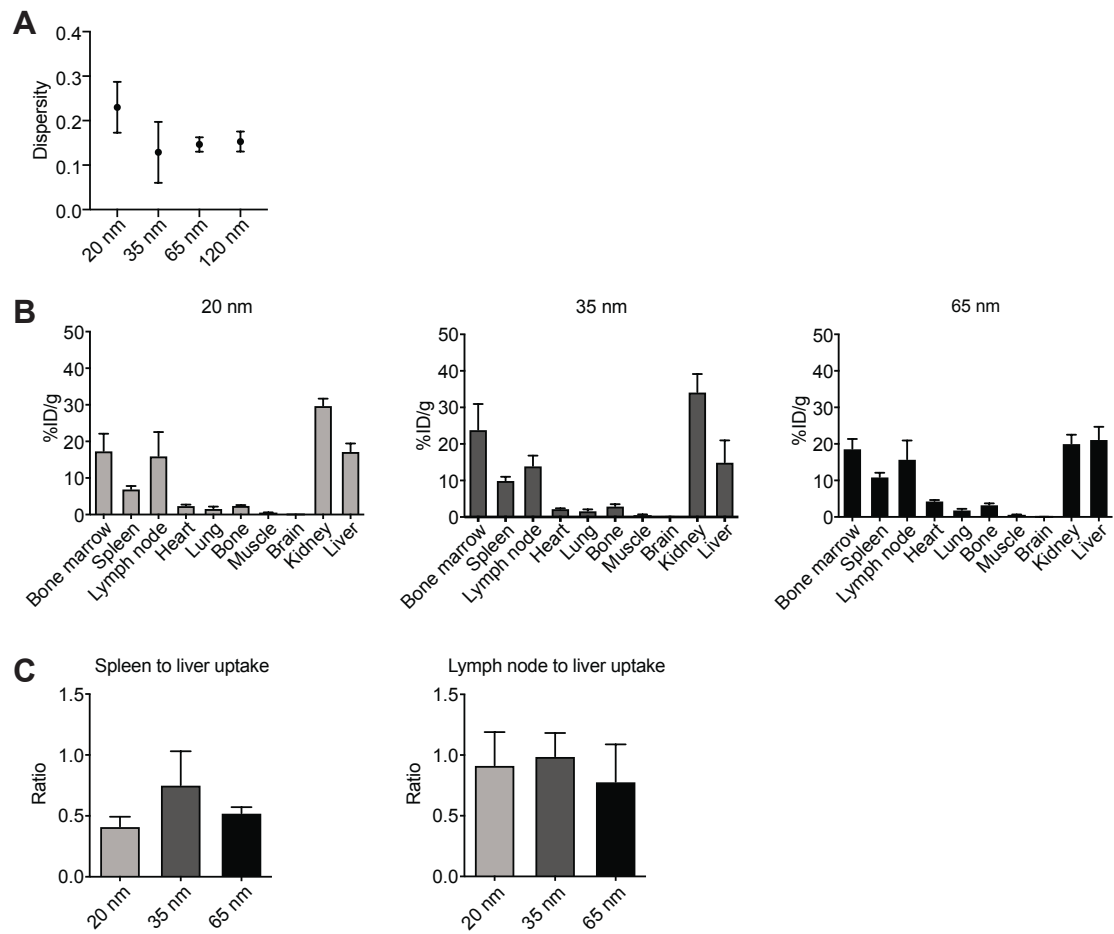 A
Dispersity
0.4
0.3
0.2
0.1
0.0
20 nm
35 nm
65 nm
120 nm
B
20 nm
%ID/g
50
40
30
20
10
0
Bone marrow
Spleen
Lymph node
Heart
Lung
Bone
Muscle
Brain
Kidney
Liver
35 nm
%ID/g
50
40
30
20
10
0
Bone marrow
Spleen
Lymph node
Heart
Lung
Bone
Muscle
Brain
Kidney
Liver
65 nm
%ID/g
50
40
30
20
10
0
Bone marrow
Spleen
Lymph node
Heart
Lung
Bone
Muscle
Brain
Kidney
Liver
C
Spleen to liver uptake
Ratio
1.5
1.0
0.5
0.0
20 nm
35 nm
65 nm
Lymph node to liver uptake
Ratio
1.5
1.0
0.5
0.0
20 nm
35 nm
65 nm